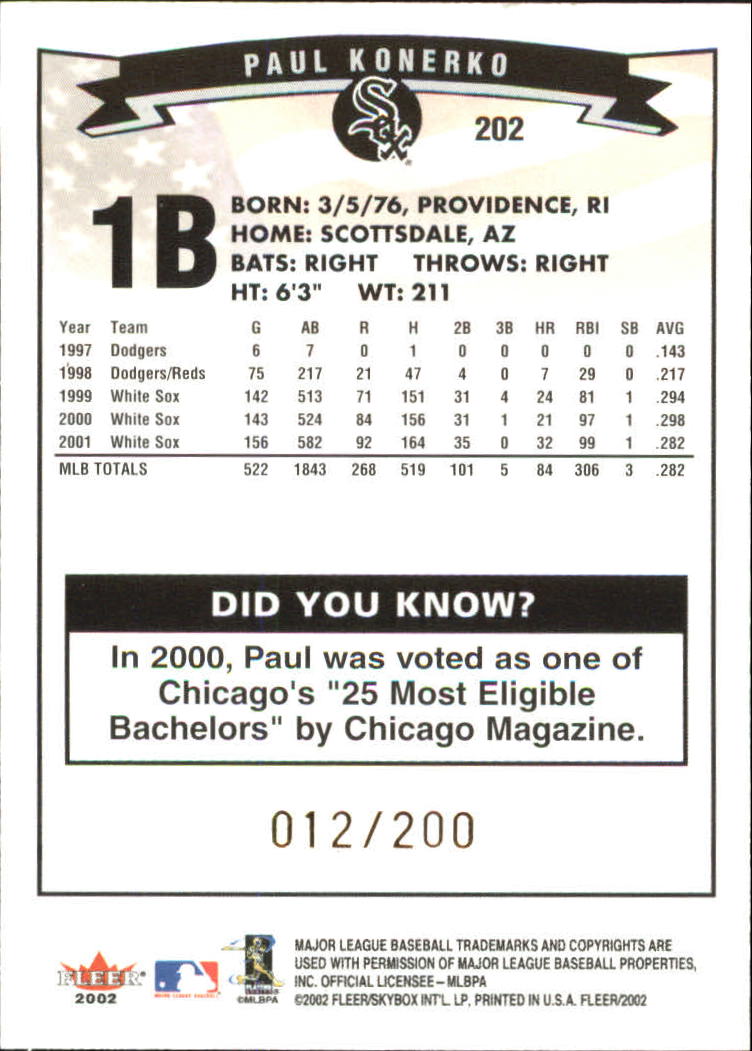 PAUL KONERKO
Sox
202
1B
BORN: 3/5/76, PROVIDENCE, RI
HOME: SCOTTSDALE, AZ
BATS: RIGHT THROWS: RIGHT
HT: 6'3" WT: 211
Year Team G AB R H 2B 3B HR RBI SB AVG
1997 Dodgers 6 7 0 1 0 0 0 0 0 .143
1998 Dodgers/Reds 75 217 21 47 4 0 7 29 0 .217
1999 White Sox 142 513 71 151 31 4 24 81 1 .294
2000 White Sox 143 524 84 156 31 1 21 97 1 .298
2001 White Sox 156 582 92 164 35 0 32 99 1 .282
MLB TOTALS 522 1843 268 519 101 5 84 306 3 .282
DID YOU KNOW?
In 2000, Paul was voted as one of
Chicago's "25 Most Eligible
Bachelors" by Chicago Magazine.
012/200
FLEER®
2002
MAJOR LEAGUE BASEBALL
PLAYERS
CHOICE
©MLBPA
MAJOR LEAGUE BASEBALL TRADEMARKS AND COPYRIGHTS ARE
USED WITH PERMISSION OF MAJOR LEAGUE BASEBALL PROPERTIES,
INC. OFFICIAL LICENSEE – MLBPA
©2002 FLEER/SKYBOX INT'L. LP, PRINTED IN U.S.A. FLEER/2002